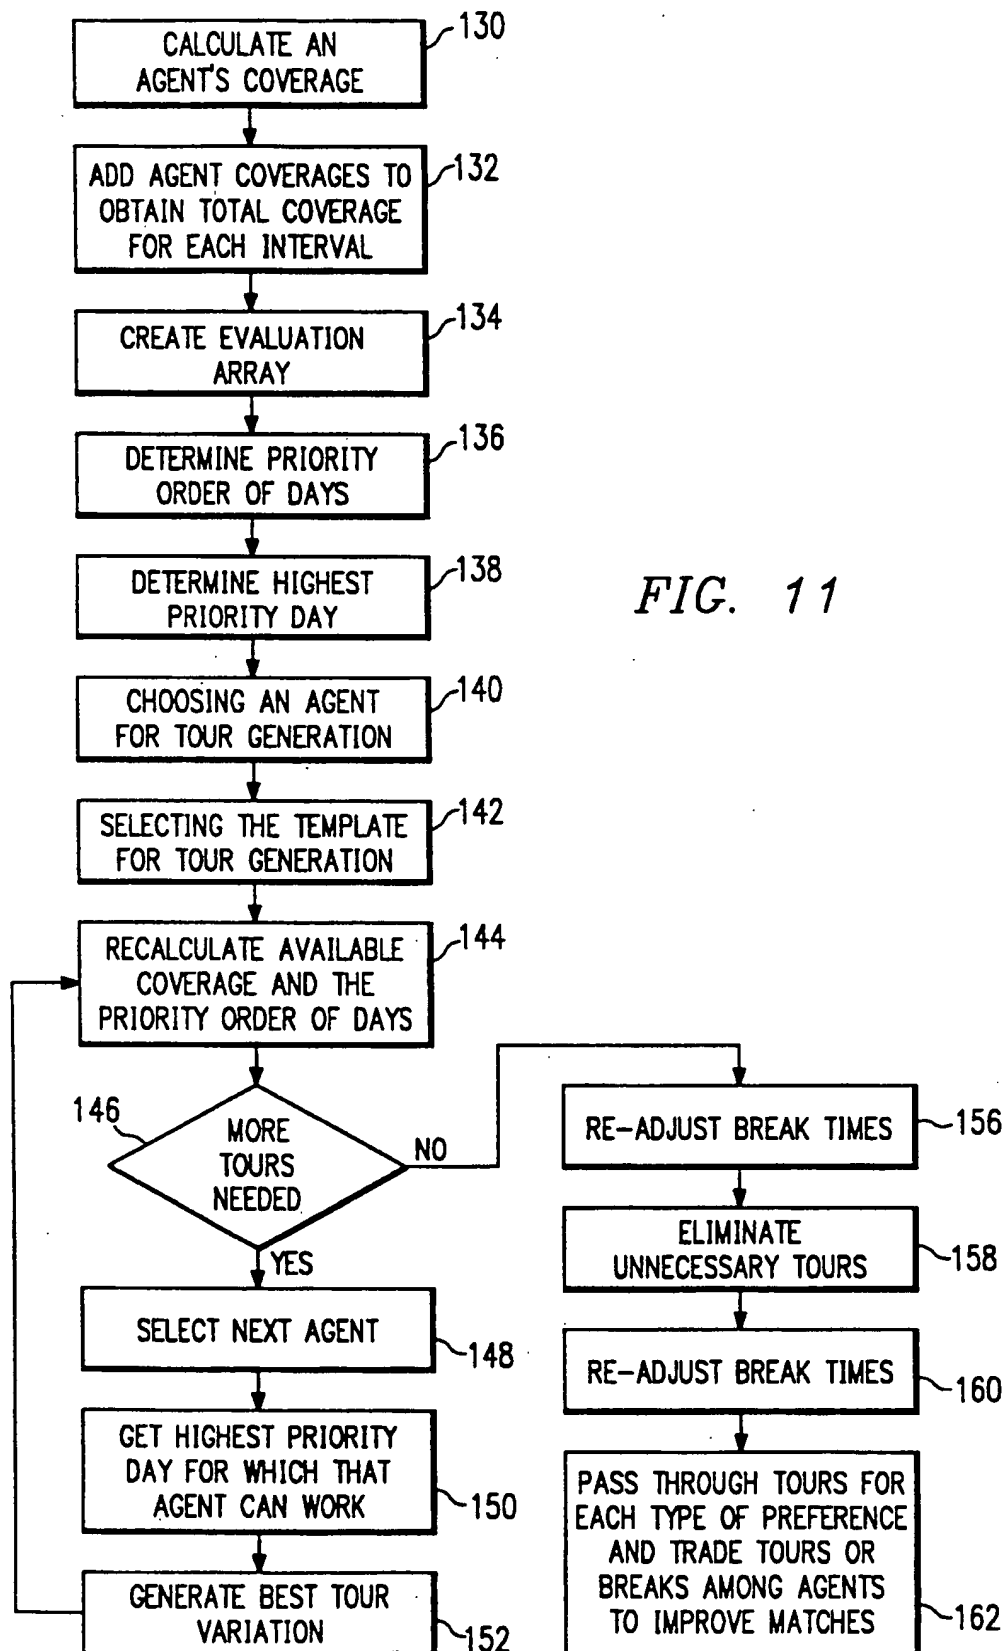 130
CALCULATE AN
AGENT'S COVERAGE
132
ADD AGENT COVERAGES TO
OBTAIN TOTAL COVERAGE
FOR EACH INTERVAL
134
CREATE EVALUATION
ARRAY
136
DETERMINE PRIORITY
ORDER OF DAYS
138
DETERMINE HIGHEST
PRIORITY DAY
FIG. 11
140
CHOOSING AN AGENT
FOR TOUR GENERATION
142
SELECTING THE TEMPLATE
FOR TOUR GENERATION
144
RECALCULATE AVAILABLE
COVERAGE AND THE
PRIORITY ORDER OF DAYS
146
MORE
TOURS
NEEDED
NO
YES
SELECT NEXT AGENT
148
GET HIGHEST PRIORITY
DAY FOR WHICH THAT
AGENT CAN WORK
150
GENERATE BEST TOUR
VARIATION
152
RE-ADJUST BREAK TIMES
156
ELIMINATE
UNNECESSARY TOURS
158
RE-ADJUST BREAK TIMES
160
PASS THROUGH TOURS FOR
EACH TYPE OF PREFERENCE
AND TRADE TOURS OR
BREAKS AMONG AGENTS
TO IMPROVE MATCHES
162